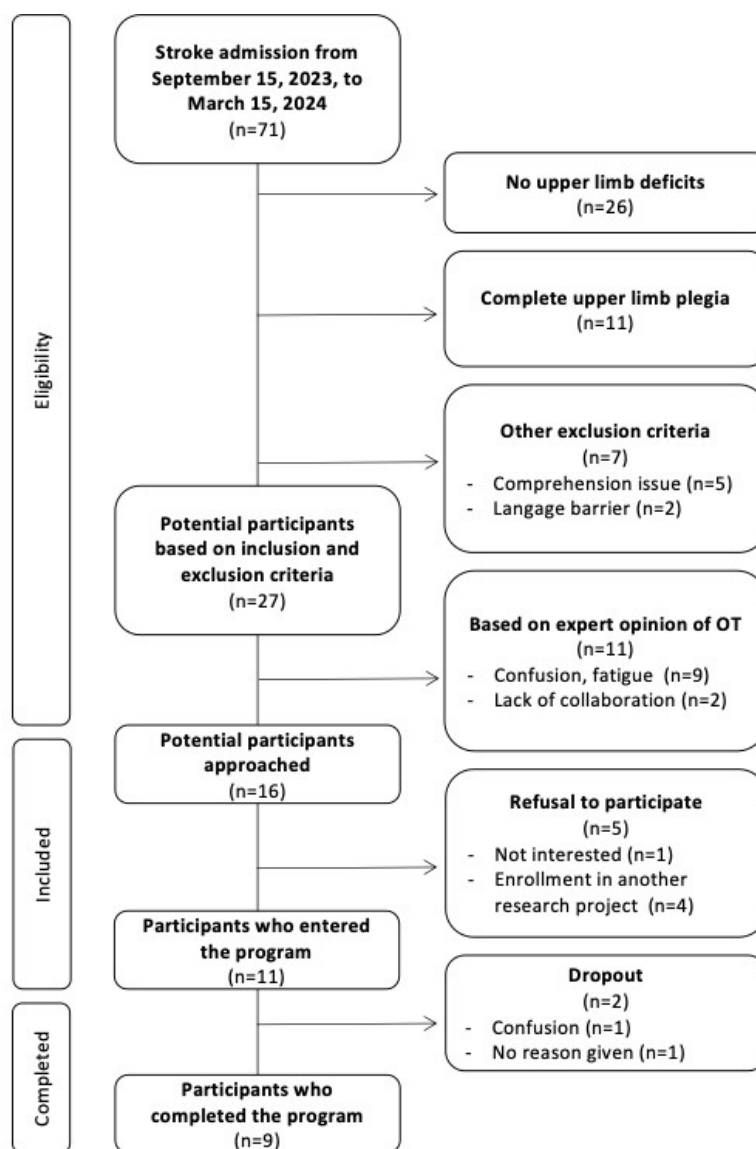 Eligibility
Stroke admission from
September 15, 2023, to
March 15, 2024
(n=71)
No upper limb deficits
(n=26)
Complete upper limb plegia
(n=11)
Other exclusion criteria
(n=7)
- Comprehension issue (n=5)
- Langage barrier (n=2)
Potential participants
based on inclusion and
exclusion criteria
(n=27)
Based on expert opinion of OT
(n=11)
- Confusion, fatigue (n=9)
- Lack of collaboration (n=2)
Included
Potential participants
approached
(n=16)
Refusal to participate
(n=5)
- Not interested (n=1)
- Enrollment in another
research project (n=4)
Participants who entered
the program
(n=11)
Completed
Dropout
(n=2)
- Confusion (n=1)
- No reason given (n=1)
Participants who
completed the program
(n=9)